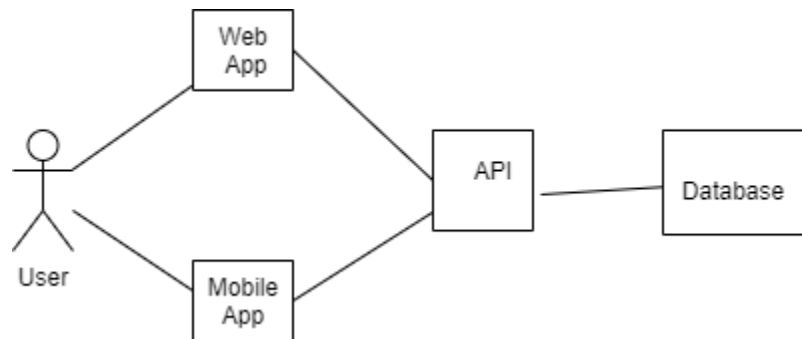 Web
App
API
Database
User
Mobile
App